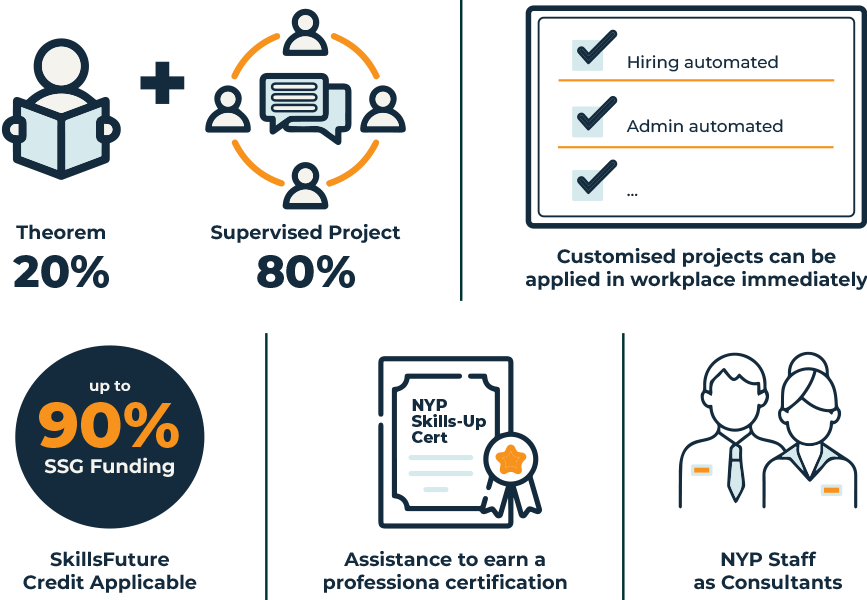 Theorem
20%
Supervised Project
80%
Hiring automated
Admin automated
...
Customised projects can be
applied in workplace immediately
up to
90%
SSG Funding
SkillsFuture
Credit Applicable
NYP
Skills-Up
Cert
Assistance to earn a
professiona certification
NYP Staff
as Consultants